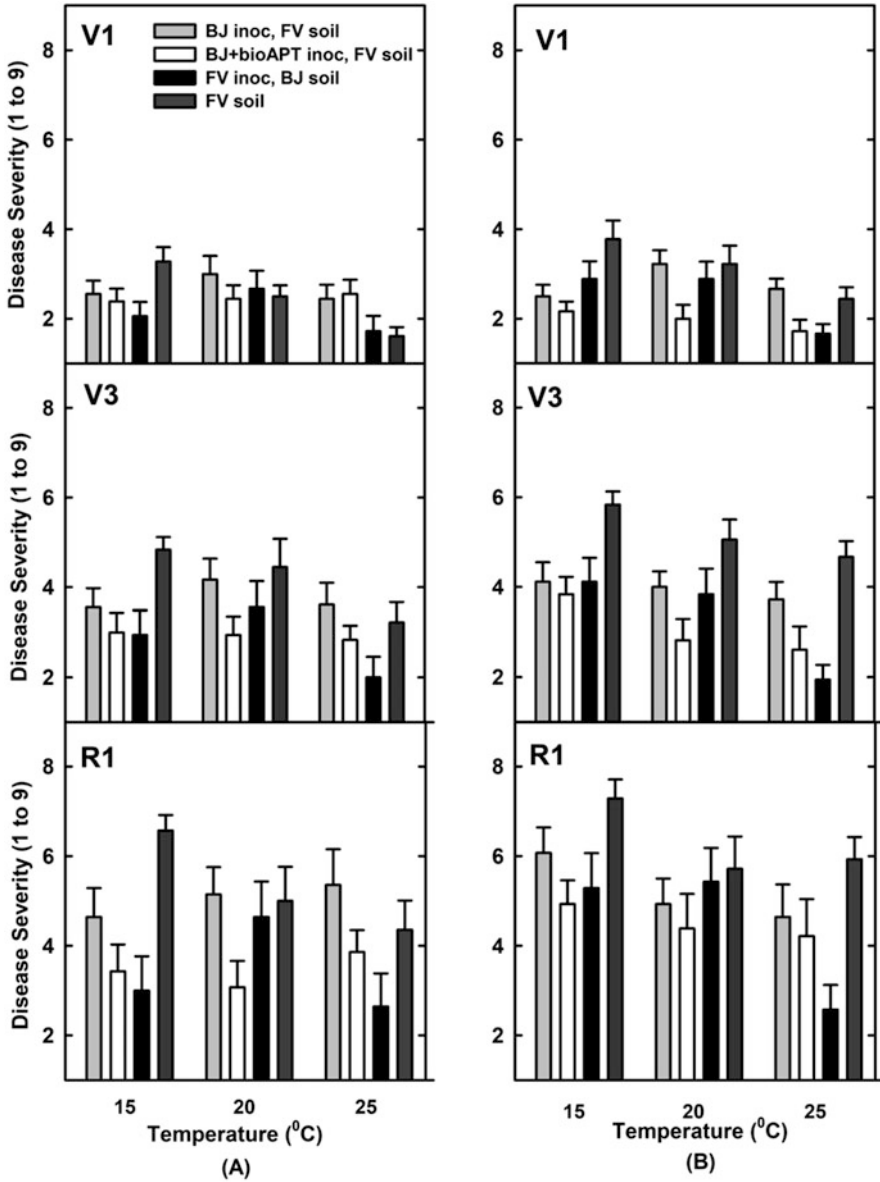 V1
BJ inoc, FV soil
BJ+bioAPT inoc, FV soil
FV inoc, BJ soil
FV soil
8
6
4
2
Disease Severity (1 to 9)
V3
8
6
4
2
Disease Severity (1 to 9)
R1
8
6
4
2
Disease Severity (1 to 9)
15 20 25
Temperature (⁰C)
(A)
V1
8
6
4
2
V3
8
6
4
2
R1
8
6
4
2
15 20 25
Temperature (⁰C)
(B)